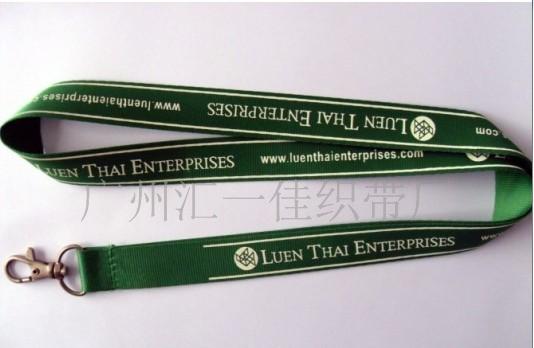 www.luenthaienterprises.c
LUEN THAI ENTERPRISES
.com
LUEN THAI ENTERPRISES
www.luenthaienterprises.com
广州汇一佳织带厂
LUEN THAI ENTERPRISES
www